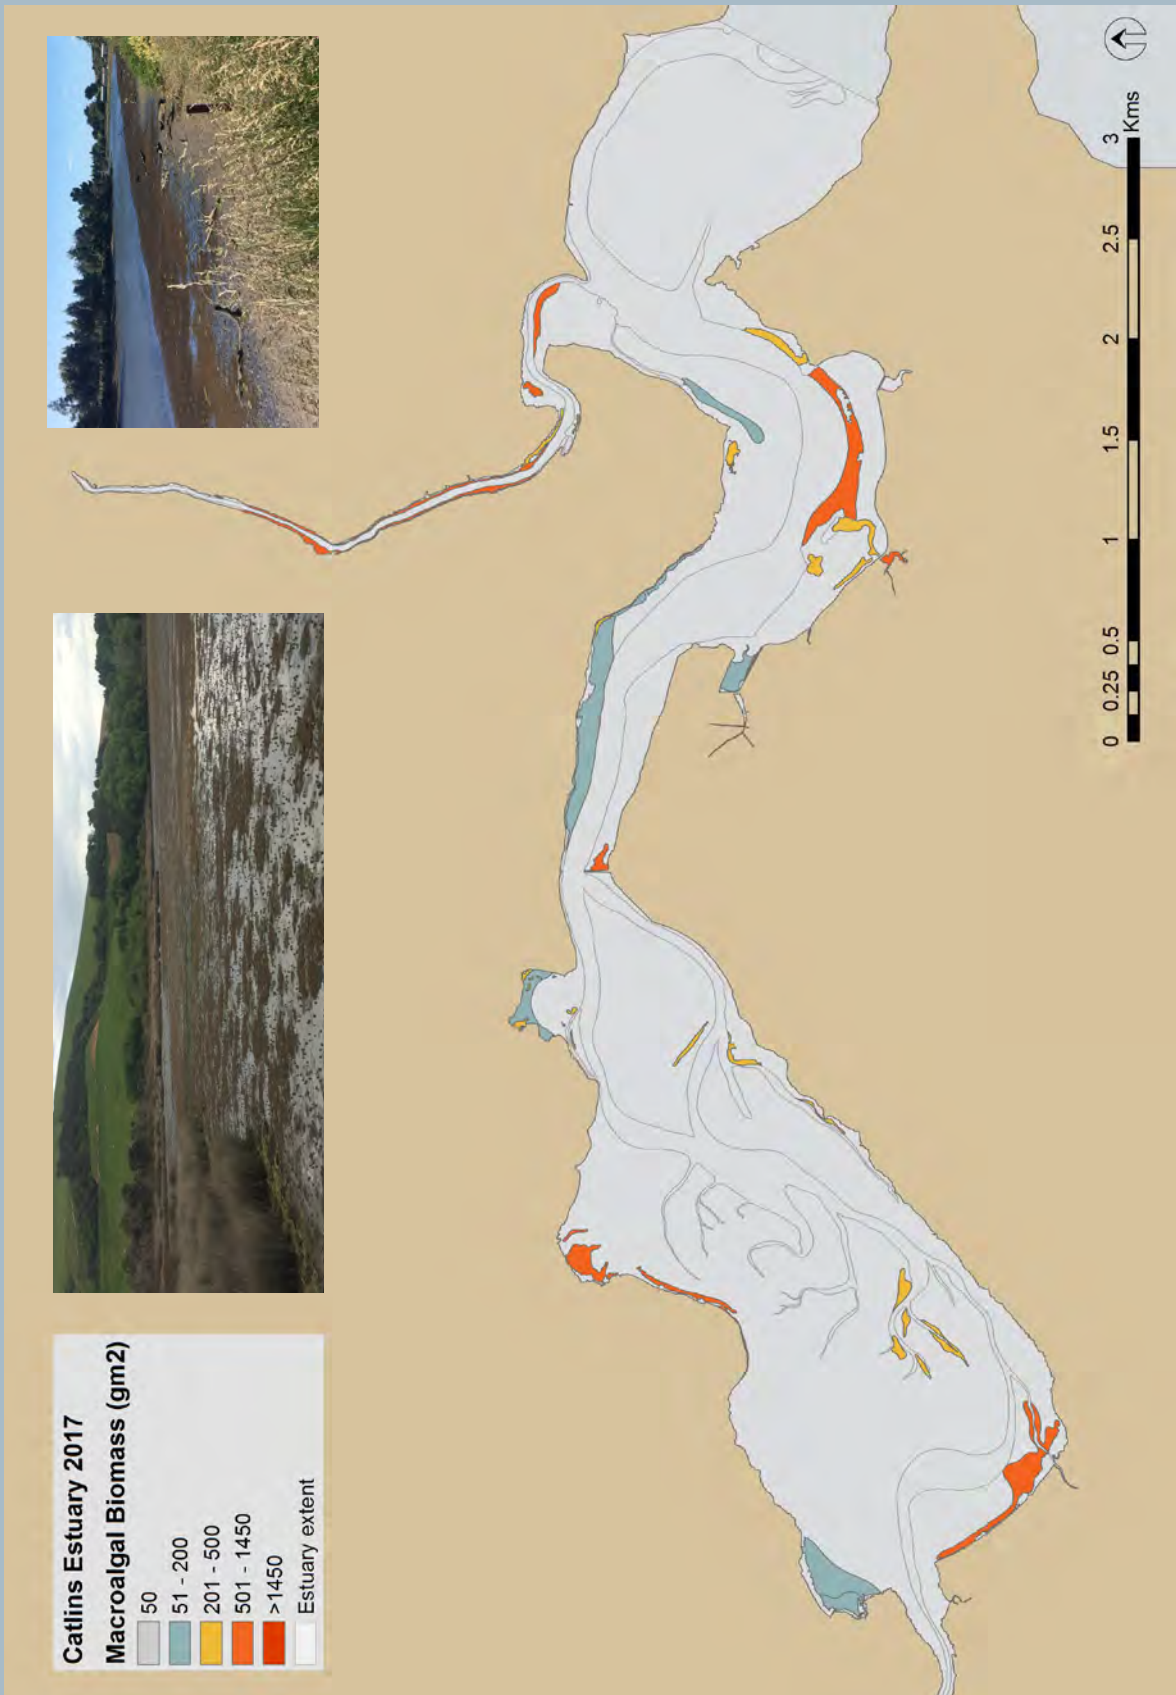 Catlins Estuary 2017
Macroalgal Biomass (gm2)
50
51 - 200
201 - 500
501 - 1450
>1450
Estuary extent
0 0.25 0.5 1 1.5 2 2.5 3
Kms